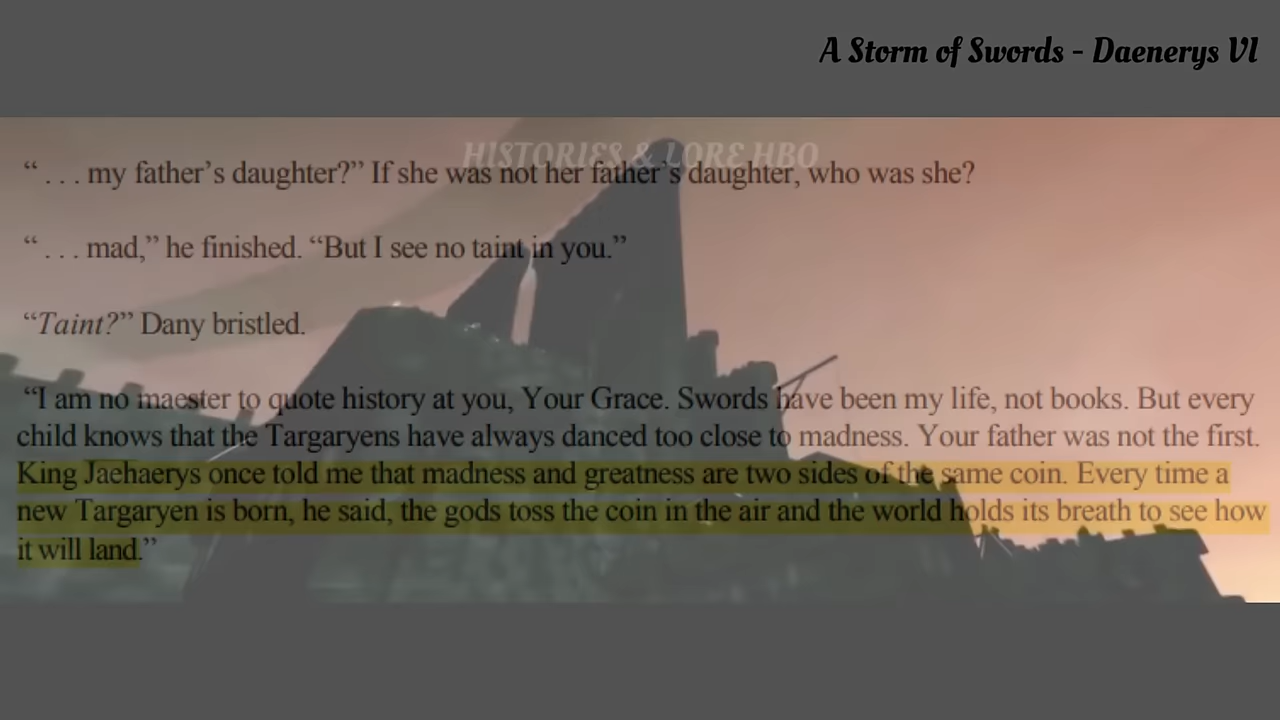 A Storm of Swords - Daenerys VI
HISTORIES & LORE HBO
“ . . . my father’s daughter?” If she was not her father’s daughter, who was she?
“ . . . mad,” he finished. “But I see no taint in you.”
“Taint?” Dany bristled.
“I am no maester to quote history at you, Your Grace. Swords have been my life, not books. But every
child knows that the Targaryens have always danced too close to madness. Your father was not the first.
King Jaehaerys once told me that madness and greatness are two sides of the same coin. Every time a
new Targaryen is born, he said, the gods toss the coin in the air and the world holds its breath to see how
it will land.”